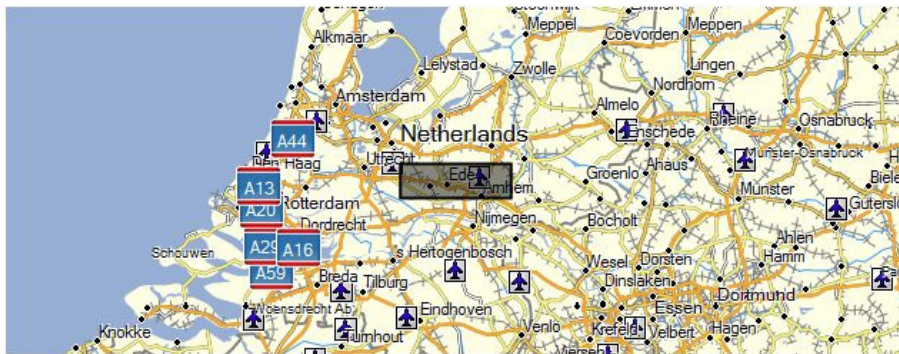 Meppel
Meppen
Coevorden
Alkmaar
Lingen
Lelystad
Zwolle
Nordhorn
Amsterdam
Almelo
Rheine
Osnabruck
Netherlands
Enschede
A44
Den Haag
Utrecht
Munster-Osnabruck
Ahaus
Groenlo
A13
Ede
Arnhem
Munster
A20
Rotterdam
Nijmegen
Bocholt
Dordrecht
Ahlen
Schouwen
A29
A16
s Hertogenbosch
Hamm
Wesel
Dorsten
A59
Breda
Tilburg
Dinslaken
Dortmund
Woensdrecht Ab
Eindhoven
Essen
Knokke
Turnhout
Venlo
Krefeld
Velbert
Hagen